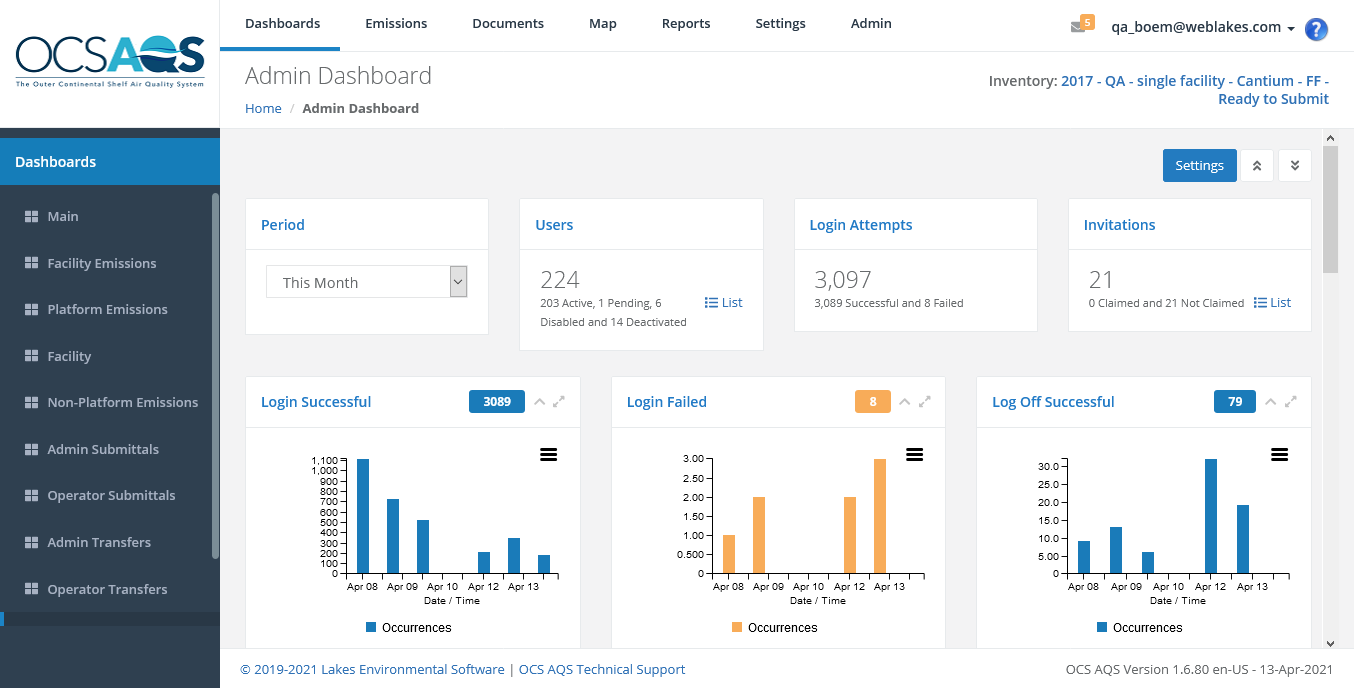 OCSAQS
The Outer Continental Shelf Air Quality System
Dashboards
Emissions
Documents
Map
Reports
Settings
Admin
5
qa_boem@weblakes.com
?
Admin Dashboard
Home / Admin Dashboard
Inventory: 2017 - QA - single facility - Cantium - FF -
Ready to Submit
Dashboards
Main
Facility Emissions
Platform Emissions
Facility
Non-Platform Emissions
Admin Submittals
Operator Submittals
Admin Transfers
Operator Transfers
Settings
Period
This Month
Users
224
203 Active, 1 Pending, 6
Disabled and 14 Deactivated
List
Login Attempts
3,097
3,089 Successful and 8 Failed
Invitations
21
0 Claimed and 21 Not Claimed
List
Login Successful
3089
1,100
1,000
900
800
700
600
500
400
300
200
100
0
Apr 08 Apr 09 Apr 10 Apr 12 Apr 13
Date / Time
Occurrences
Login Failed
8
3.00
2.50
2.00
1.50
1.00
0.500
0
Apr 08 Apr 09 Apr 10 Apr 12 Apr 13
Date / Time
Occurrences
Log Off Successful
79
30.0
25.0
20.0
15.0
10.0
5.00
0
Apr 08 Apr 09 Apr 10 Apr 12 Apr 13
Date / Time
Occurrences
© 2019-2021 Lakes Environmental Software | OCS AQS Technical Support
OCS AQS Version 1.6.80 en-US - 13-Apr-2021